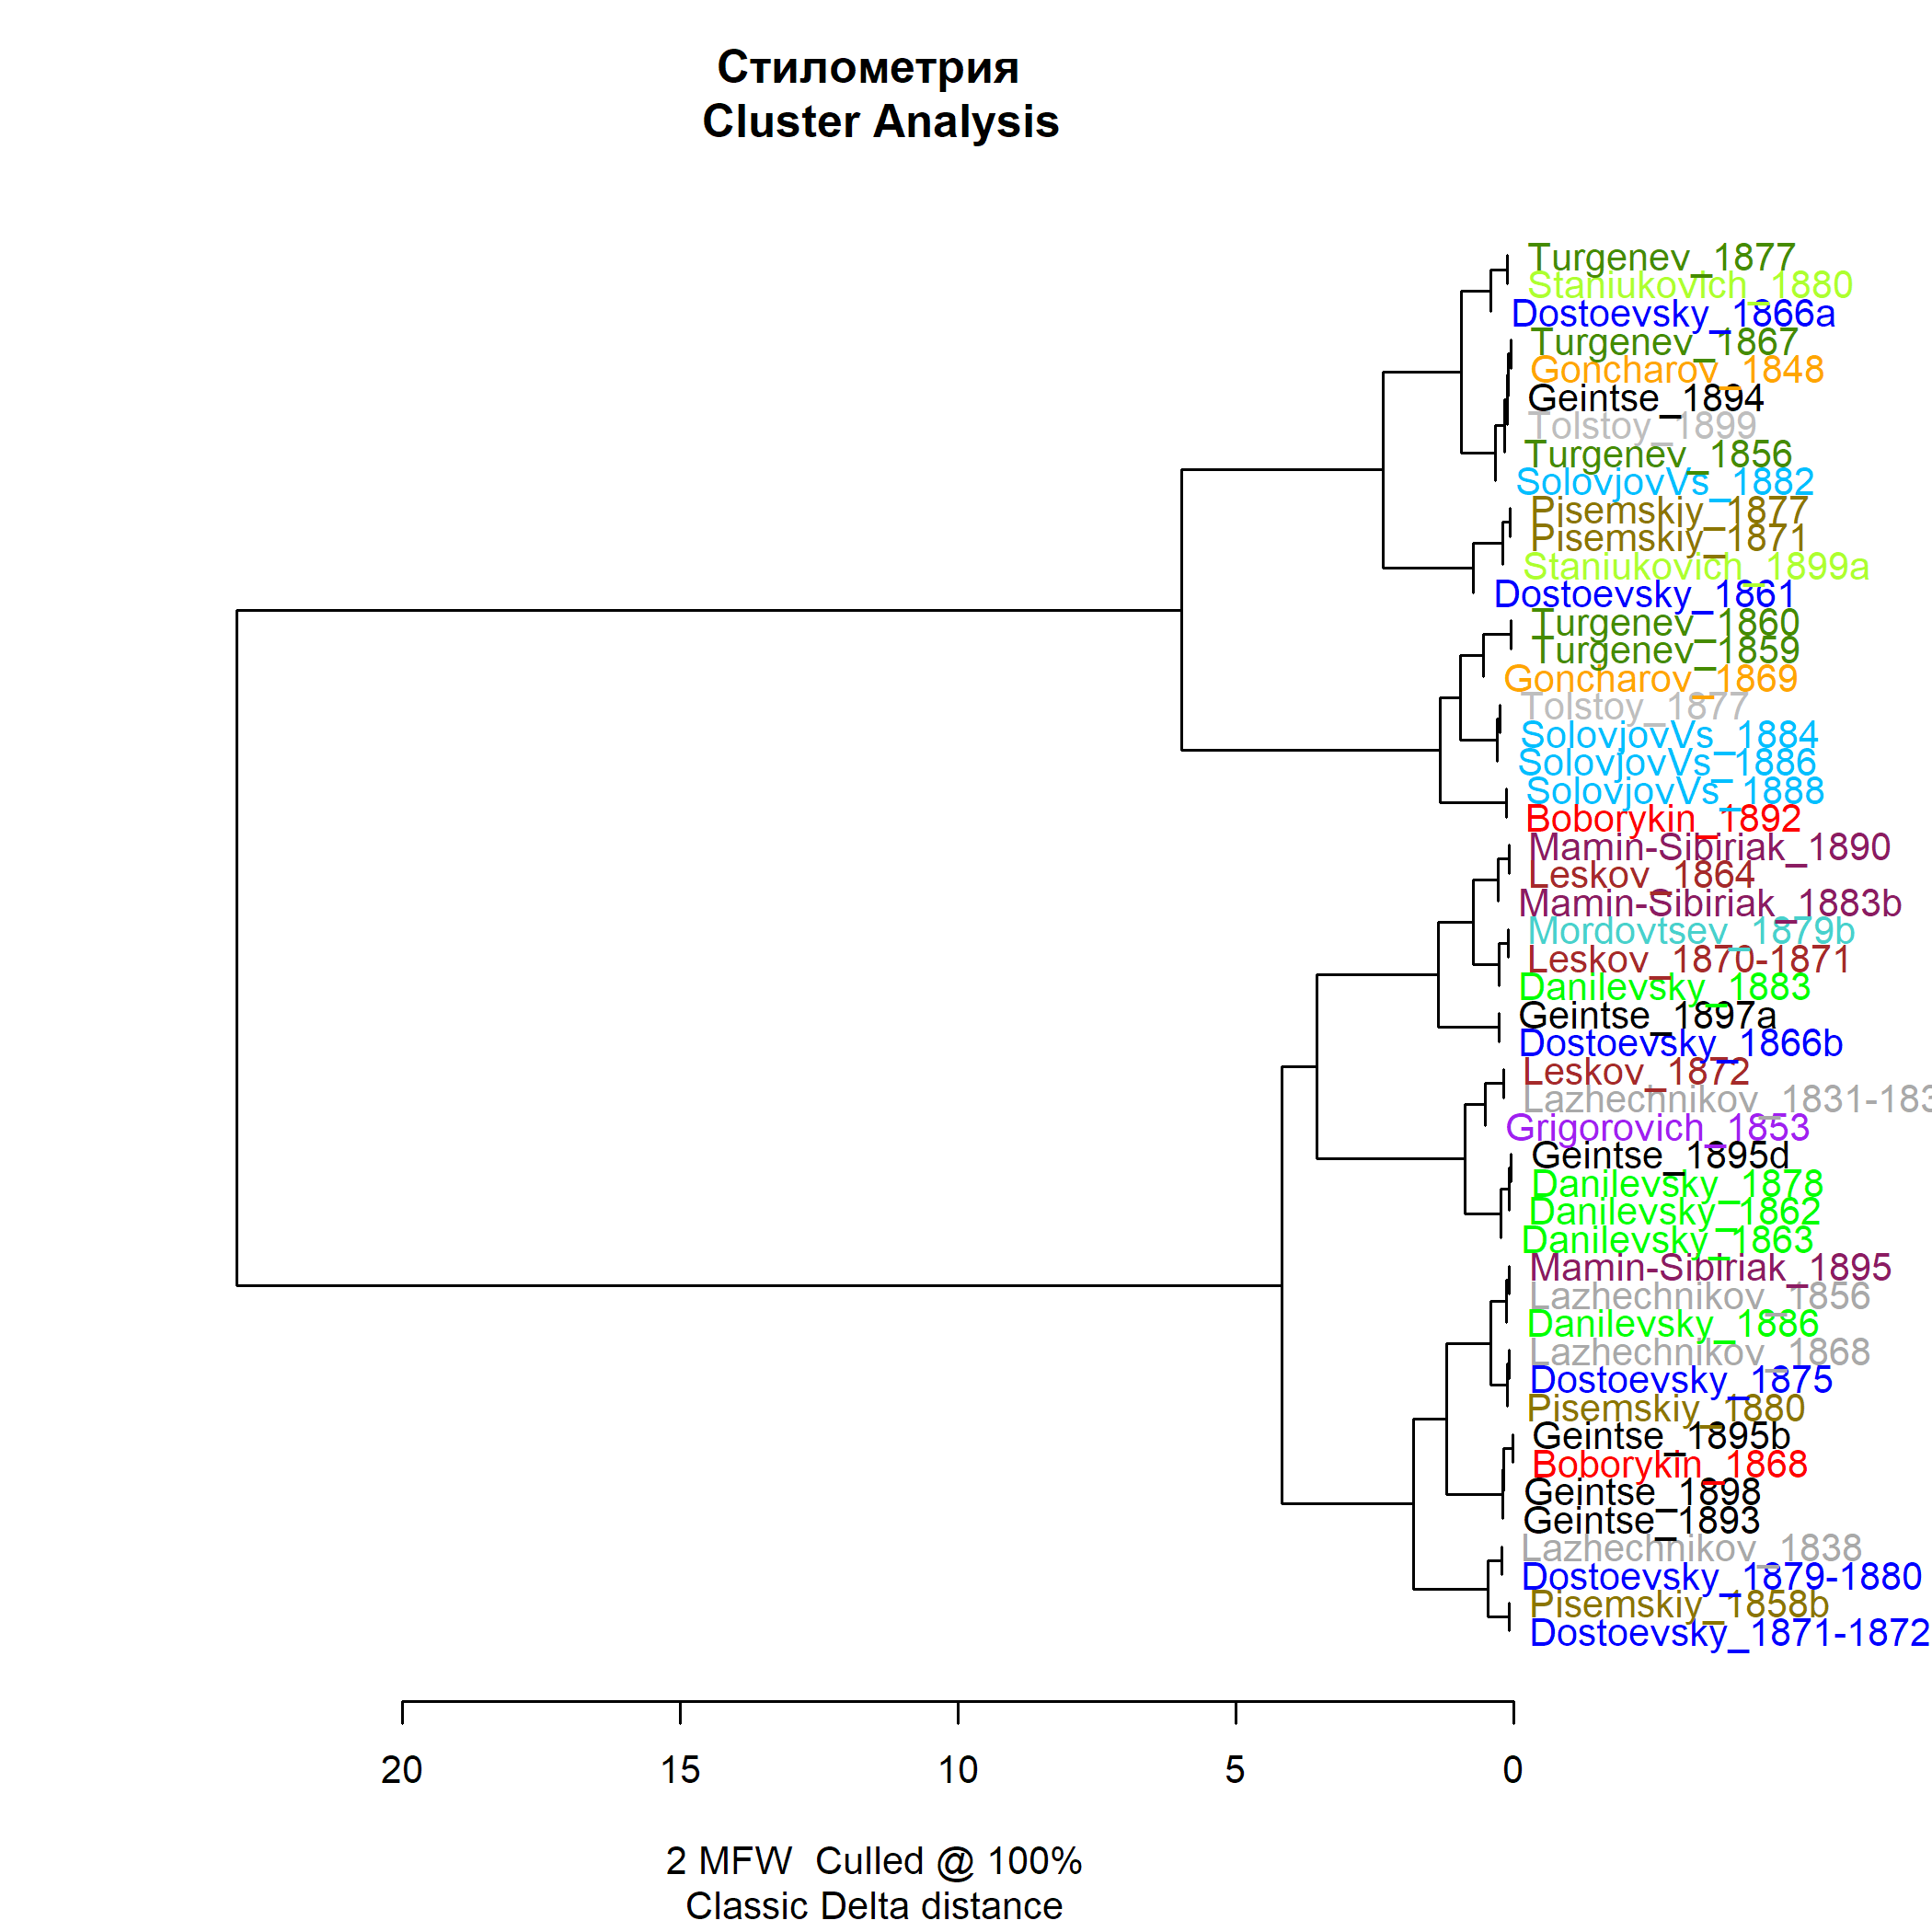 Стилометрия
Cluster Analysis
Turgenev_1877
Staniukovich_1880
Dostoevsky_1866a
Turgenev_1867
Goncharov_1848
Geintse_1894
Tolstoy_1899
Turgenev_1856
SolovjovVs_1882
Pisemskiy_1877
Pisemskiy_1871
Staniukovich_1899a
Dostoevsky_1861
Turgenev_1860
Turgenev_1859
Goncharov_1869
Tolstoy_1877
SolovjovVs_1884
SolovjovVs_1886
SolovjovVs_1888
Boborykin_1892
Mamin-Sibiriak_1890
Leskov_1864
Mamin-Sibiriak_1883b
Mordovtsev_1879b
Leskov_1870-1871
Danilevsky_1883
Geintse_1897a
Dostoevsky_1866b
Leskov_1872
Lazhechnikov_1831-183
Grigorovich_1853
Geintse_1895d
Danilevsky_1878
Danilevsky_1862
Danilevsky_1863
Mamin-Sibiriak_1895
Lazhechnikov_1856
Danilevsky_1886
Lazhechnikov_1868
Dostoevsky_1875
Pisemskiy_1880
Geintse_1895b
Boborykin_1868
Geintse_1898
Geintse_1893
Lazhechnikov_1838
Dostoevsky_1879-1880
Pisemskiy_1858b
Dostoevsky_1871-1872
20 15 10 5 0
2 MFW Culled @ 100%
Classic Delta distance